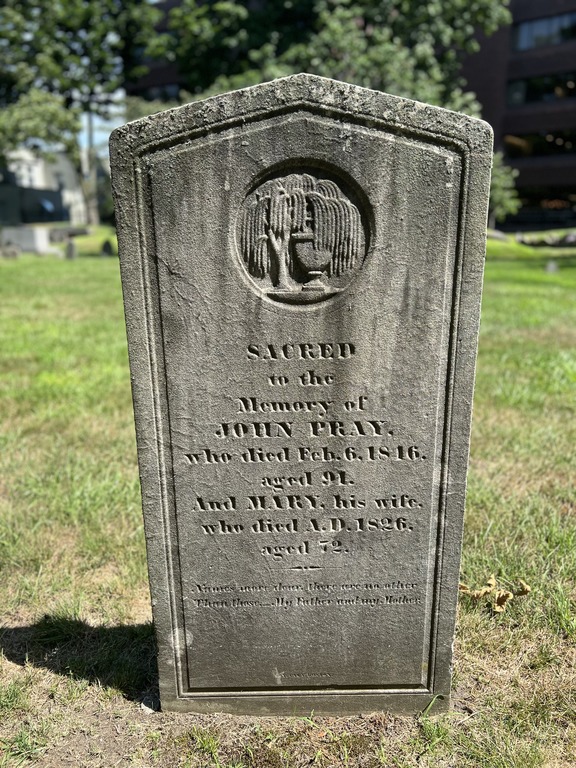 SACRED
to the
Memory of
JOHN PRAY,
who died Feb. 6, 1846,
aged 91.
And MARY, his wife,
who died A.D. 1826,
aged 72.
Names more dear, there are no other
Than those... My Father and my Mother.